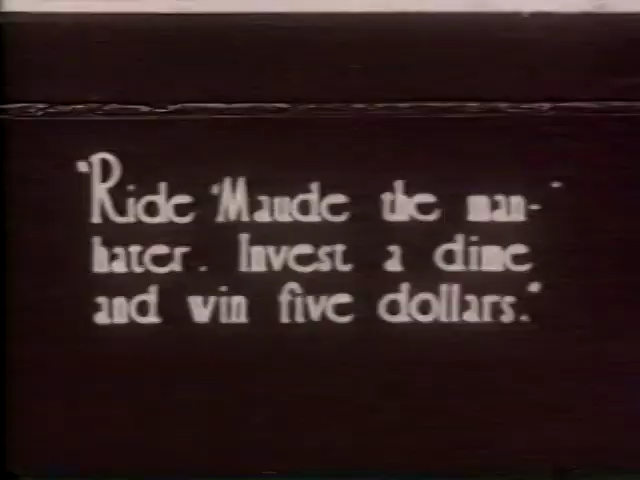 "Ride 'Maude the man-"
hater. Invest a dime
and win five dollars."